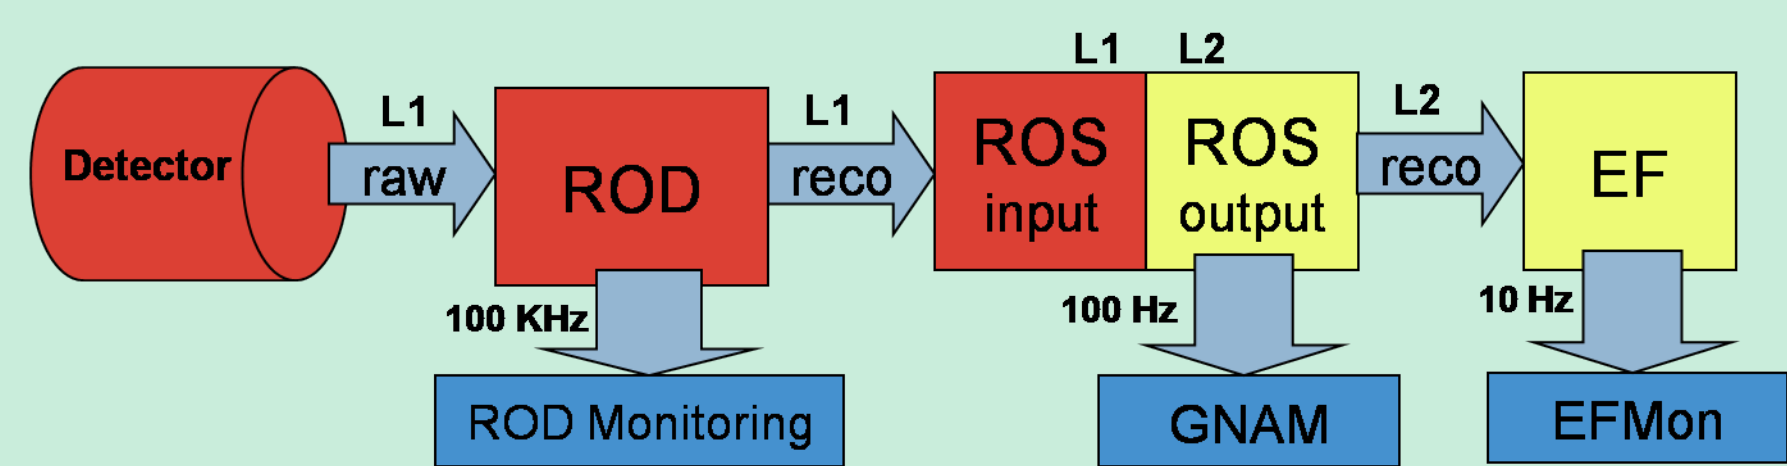 L1 L2
L1 L1 L2
Detector raw ROD reco ROS input ROS output reco EF
100 KHz 100 Hz 10 Hz
ROD Monitoring GNAM EFMon